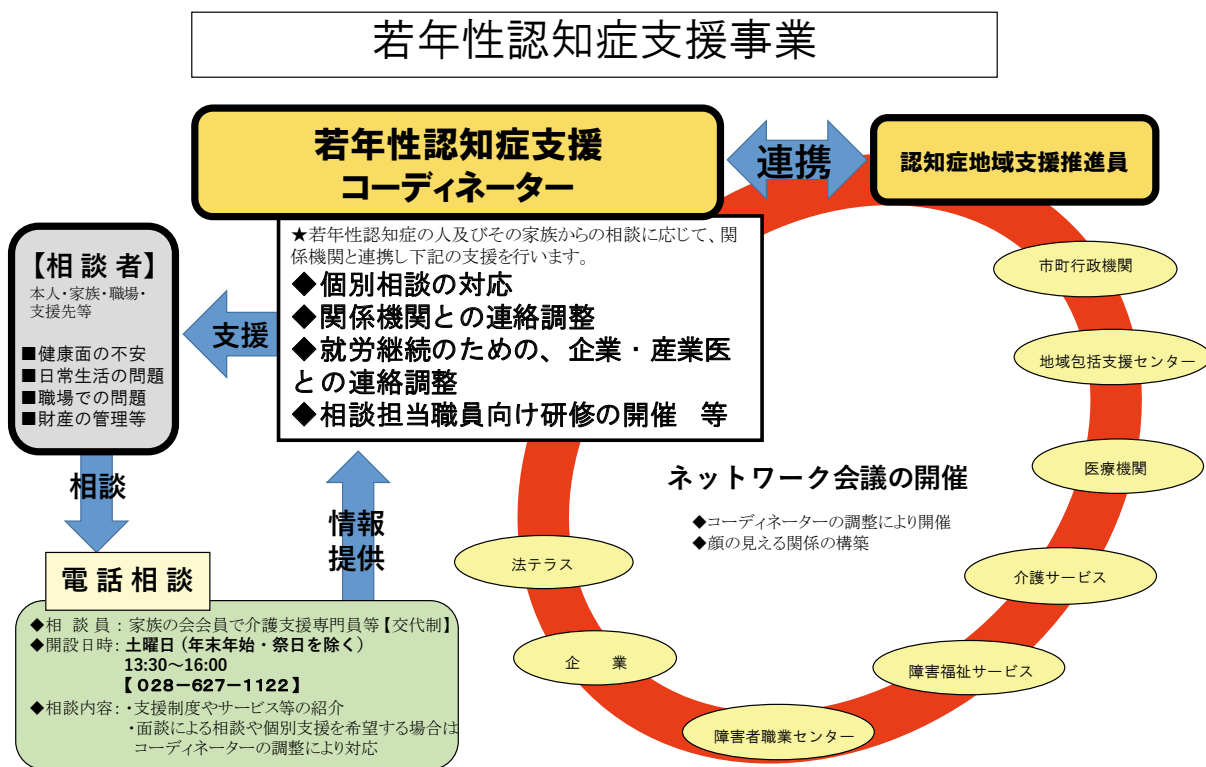 若年性認知症支援事業
若年性認知症支援
コーディネーター
連携
認知症地域支援推進員
★若年性認知症の人及びその家族からの相談に応じて、関
係機関と連携し下記の支援を行います。
◆個別相談の対応
◆関係機関との連絡調整
◆就労継続のための、企業・産業医
との連絡調整
◆相談担当職員向け研修の開催　等
【相談者】
本人・家族・職場・
支援先等
■健康面の不安
■日常生活の問題
■職場での問題
■財産の管理等
支援
相談
情報
提供
電話相談
◆相　談　員：家族の会会員で介護支援専門員等【交代制】
◆開設日時：土曜日（年末年始・祭日を除く）
13:30～16:00
【028－627－1122】
◆相談内容：・支援制度やサービス等の紹介
・面談による相談や個別支援を希望する場合は
コーディネーターの調整により対応
ネットワーク会議の開催
◆コーディネーターの調整により開催
◆顔の見える関係の構築
市町行政機関
地域包括支援センター
医療機関
介護サービス
障害福祉サービス
障害者職業センター
企　　業
法テラス